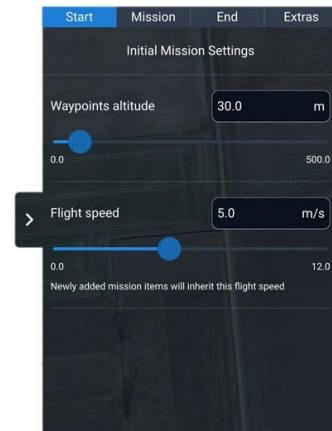 Start Mission End Extras
Initial Mission Settings
Waypoints altitude 30.0 m
0.0 500.0
Flight speed 5.0 m/s
0.0 12.0
Newly added mission items will inherit this flight speed